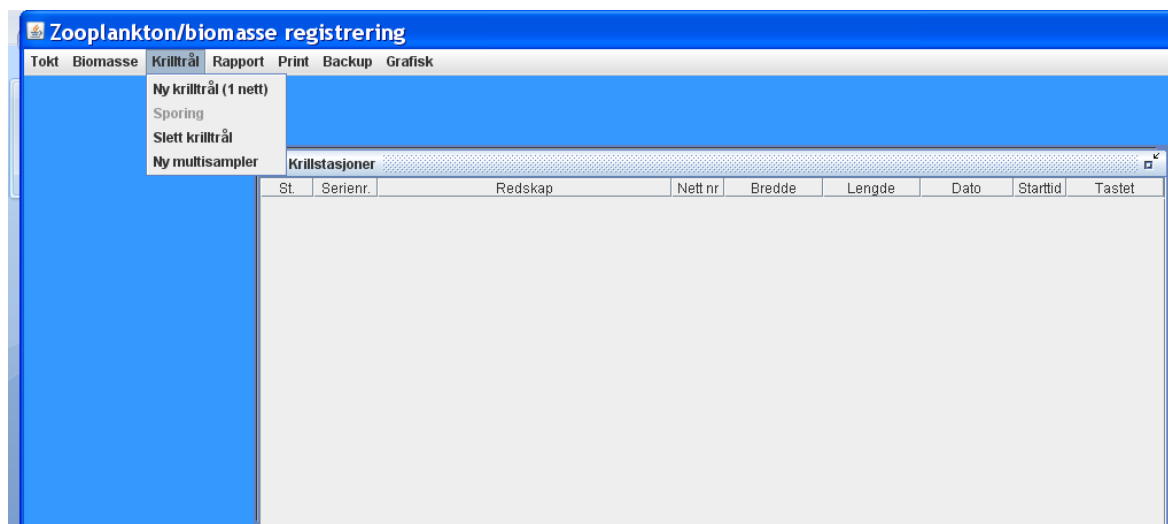 Zooplankton/biomasse registrering
Tokt Biomasse Krilltrål Rapport Print Backup Grafisk
Ny krilltrål (1 nett)
Sporing
Slett krilltrål
Ny multisampler
Krillstasjoner
St. Serienr. Redskap Nett nr Bredde Lengde Dato Starttid Tastet